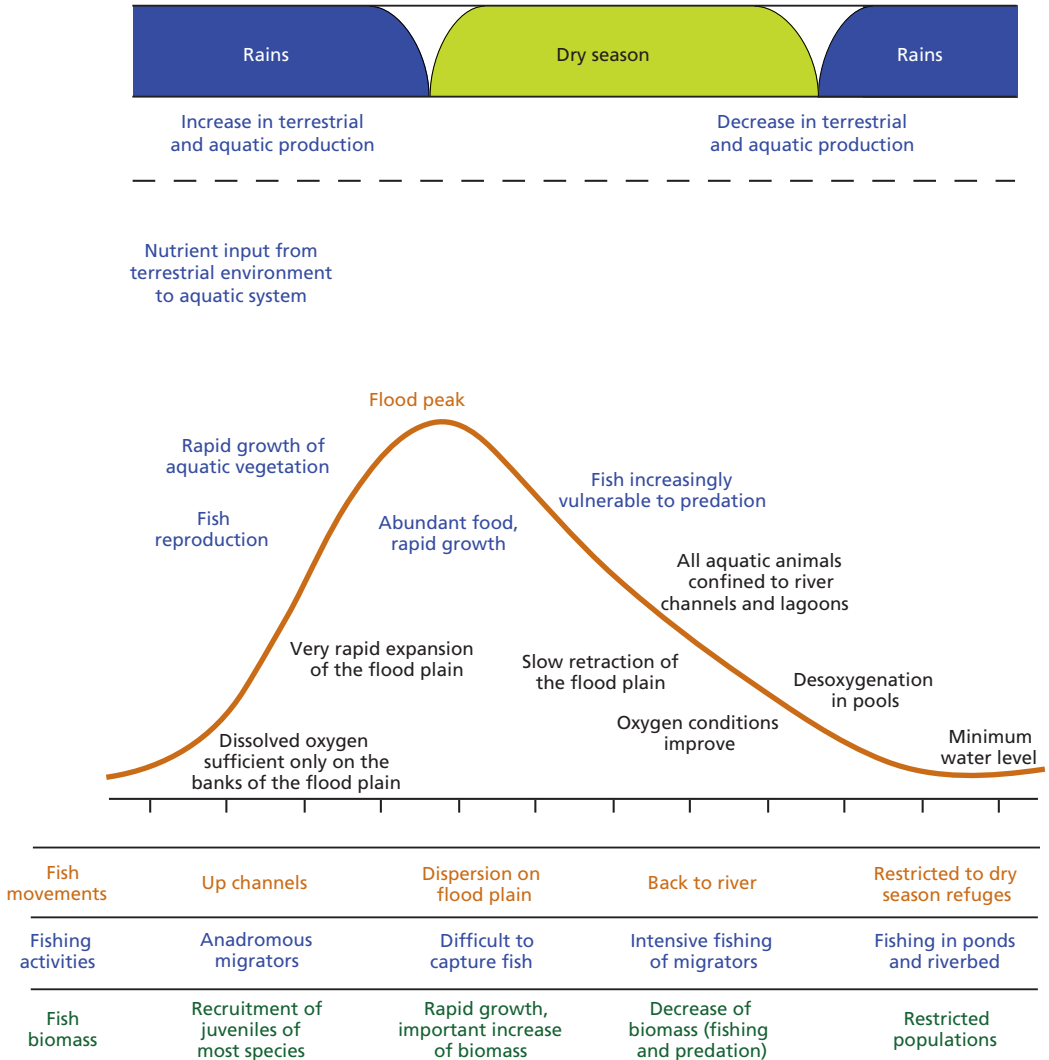 Rains
Dry season
Rains
Increase in terrestrial
and aquatic production
Decrease in terrestrial
and aquatic production
Nutrient input from
terrestrial environment
to aquatic system
Flood peak
Rapid growth of
aquatic vegetation
Fish
reproduction
Abundant food,
rapid growth
Fish increasingly
vulnerable to predation
All aquatic animals
confined to river
channels and lagoons
Very rapid expansion
of the flood plain
Slow retraction of
the flood plain
Desoxygenation
in pools
Oxygen conditions
improve
Dissolved oxygen
sufficient only on the
banks of the flood plain
Minimum
water level
Fish
movements
Up channels
Dispersion on
flood plain
Back to river
Restricted to dry
season refuges
Fishing
activities
Anadromous
migrators
Difficult to
capture fish
Intensive fishing
of migrators
Fishing in ponds
and riverbed
Fish
biomass
Recruitment of
juveniles of
most species
Rapid growth,
important increase
of biomass
Decrease of
biomass (fishing
and predation)
Restricted
populations